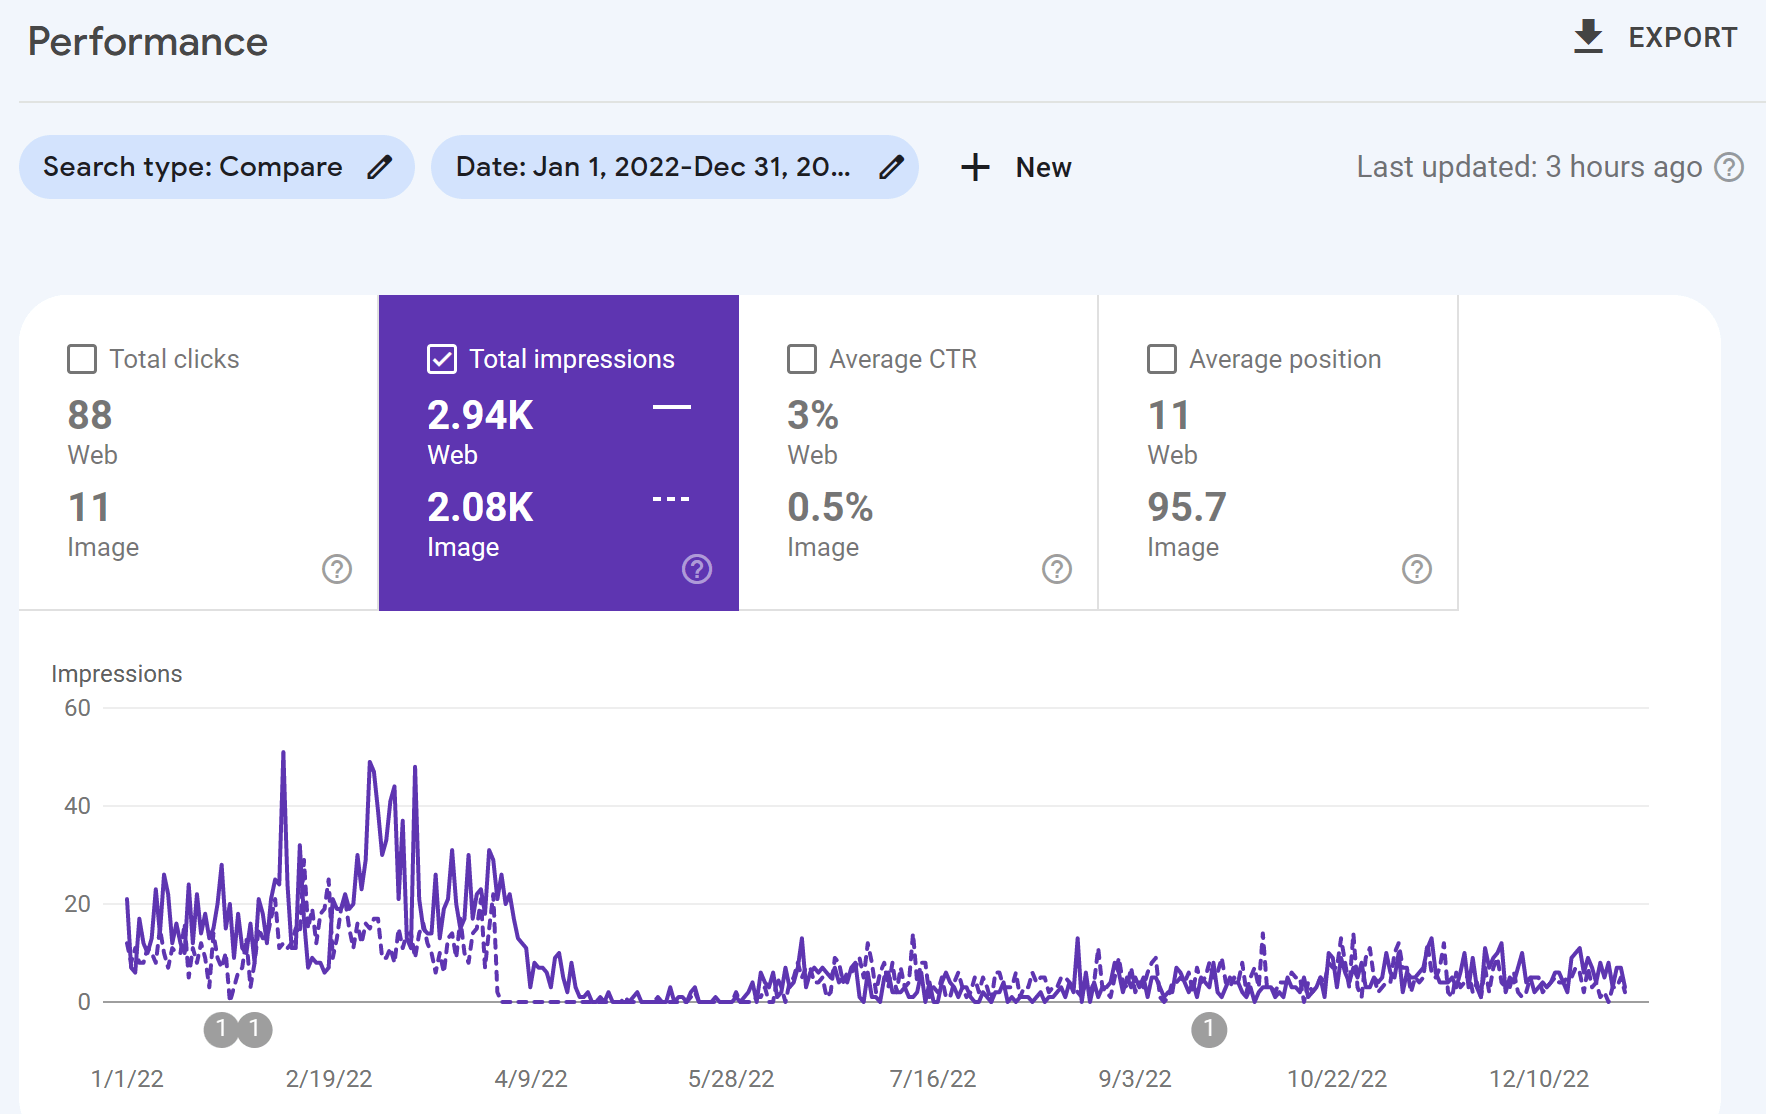 Performance
EXPORT
Search type: Compare
Date: Jan 1, 2022-Dec 31, 20...
New
Last updated: 3 hours ago
Total clicks
88
Web
11
Image
Total impressions
2.94K
Web
2.08K
Image
Average CTR
3%
Web
0.5%
Image
Average position
11
Web
95.7
Image
Impressions
60
40
20
0
1 1 1
1/1/22 2/19/22 4/9/22 5/28/22 7/16/22 9/3/22 10/22/22 12/10/22